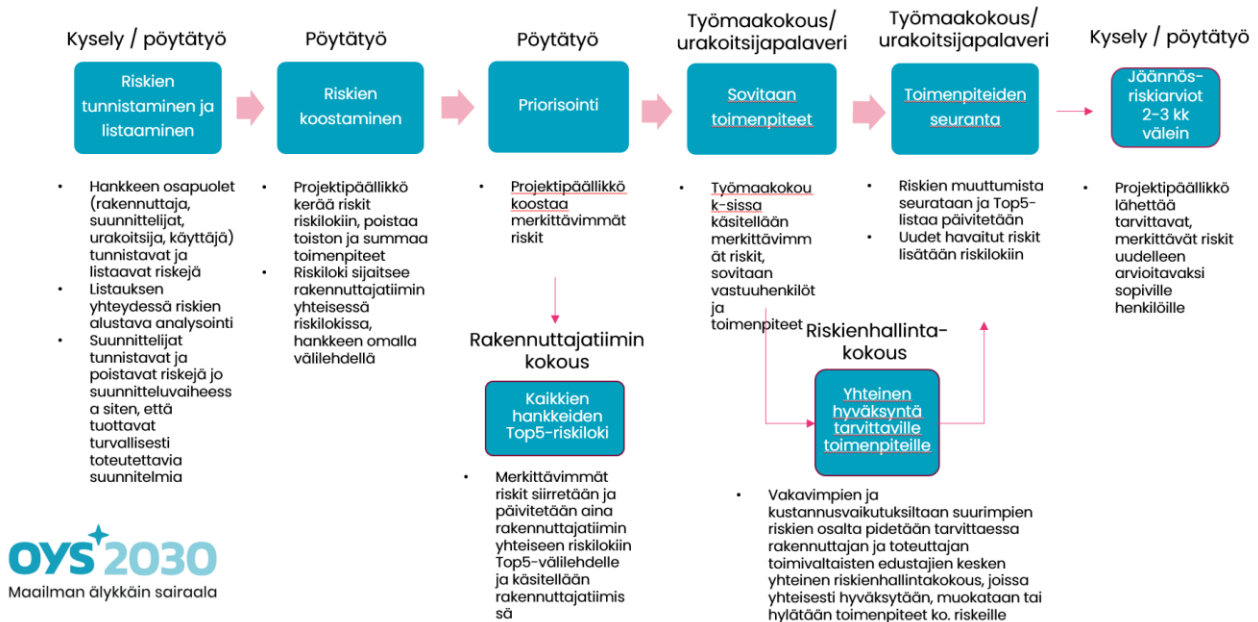 Kysely / pöytätyö
Riskien
tunnistaminen ja
listaaminen
• Hankkeen osapuolet
(rakennuttaja,
suunnittelijat,
urakoitsija, käyttäjä)
tunnistavat ja
listaavat riskejä
• Listauksen
yhteydessä riskien
alustava analysointi
• Suunnittelijat
tunnistavat ja
poistavat riskejä jo
suunnitteluvaiheess
a siten, että
tuottavat
turvallisesti
toteutettavia
suunnitelmia
Pöytätyö
Riskien
koostaminen
• Projektipäällikkö
kerää riskit
riskilokiin, poistaa
toiston ja summaa
toimenpiteet
• Riskiloki sijaitsee
rakennuttajatiimin
yhteisessä
riskilokissa,
hankkeen omalla
välilehdellä
Pöytätyö
Priorisointi
• Projektipäällikkö
koostaa
merkittävimmät
riskit
Rakennuttajatiimin
kokous
Kaikkien
hankkeiden
Top5-riskiloki
• Merkittävimmät
riskit siirretään ja
päivitetään aina
rakennuttajatiimin
yhteiseen riskilokiin
Top5-välilehdelle
ja käsitellään
rakennuttajatiimis
sä
Työmaakokous/
urakoitsijapalaveri
Sovitaan
toimenpiteet
• Työmaakokou
k-sissa
käsitellään
merkittävimm
ät riskit,
sovitaan
vastuuhenkilöt
ja
toimenpiteet
Riskienhallinta-
kokous
Yhteinen
hyväksyntä
tarvittaville
toimenpiteille
• Vakavimpien ja
kustannusvaikutuksiltaan suurimpien
riskien osalta pidetään tarvittaessa
rakennuttajan ja toteuttajan
toimivaltaisten edustajien kesken
yhteinen riskienhallintakokous, joissa
yhteisesti hyväksytään, muokataan tai
hylätään toimenpiteet ko. riskeille
Työmaakokous/
urakoitsijapalaveri
Toimenpiteiden
seuranta
• Riskien muuttumista
seurataan ja Top5-
listaa päivitetään
• Uudet havaitut riskit
lisätään riskilokiin
Kysely / pöytätyö
Jäännös-
riskiarviot
2-3 kk
välein
• Projektipäällikkö
lähettää
tarvittavat,
merkittävät riskit
uudelleen
arvioitavaksi
sopiville
henkilöille
OYS 2030
Maailman älykkäin sairaala